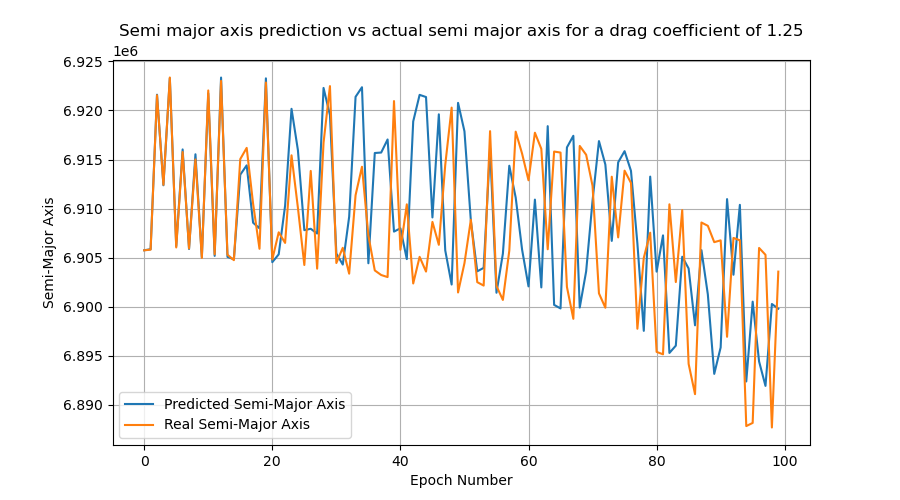 Semi major axis prediction vs actual semi major axis for a drag coefficient of 1.25
1e6
6.925
6.920
6.915
6.910
6.905
6.900
6.895
6.890
Semi-Major Axis
Predicted Semi-Major Axis
Real Semi-Major Axis
0 20 40 60 80 100
Epoch Number